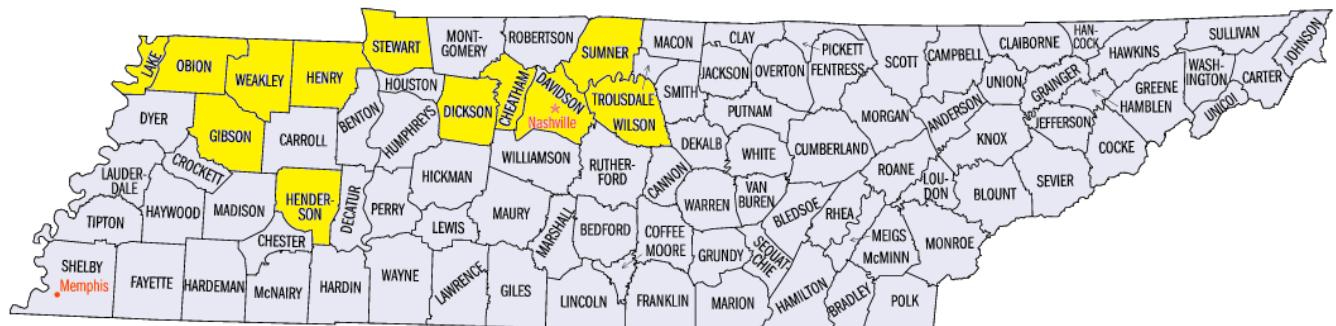 STEWART
MONT-
GOMERY
ROBERTSON
SUMNER
MACON
CLAY
PICKETT
FENTRESS
SCOTT
CAMPBELL
CLAIBORNE
HAN-
COCK
HAWKINS
SULLIVAN
JOHNSON
LAKE
OBION
WEAKLEY
HENRY
HOUSTON
DICKSON
CHEATHAM
DAVIDSON
Nashville
TROUSDALE
WILSON
SMITH
JACKSON
OVERTON
PUTNAM
MORGAN
ANDERSON
UNION
GRAINGER
HAMBLEN
GREENE
WASH-
INGTON
CARTER
UNICOI
DYER
GIBSON
CARROLL
BENTON
HUMPHREYS
WILLIAMSON
RUTHER-
FORD
CANNON
DEKALB
WHITE
CUMBERLAND
ROANE
LOU-
DON
KNOX
JEFFERSON
COCKE
SEVIER
BLOUNT
LAUDER-
DALE
CROCKETT
TIPTON
HAYWOOD
MADISON
HENDER-
SON
DECATUR
PERRY
HICKMAN
LEWIS
MAURY
MARSHALL
BEDFORD
COFFEE
MOORE
WARREN
VAN
BUREN
BLEDSOE
RHEA
MEIGS
McMINN
MONROE
SHELBY
Memphis
FAYETTE
HARDEMAN
CHESTER
McNAIRY
HARDIN
WAYNE
LAWRENCE
GILES
LINCOLN
FRANKLIN
GRUNDY
MARION
SEQUAT-
CHIE
HAMILTON
BRADLEY
POLK